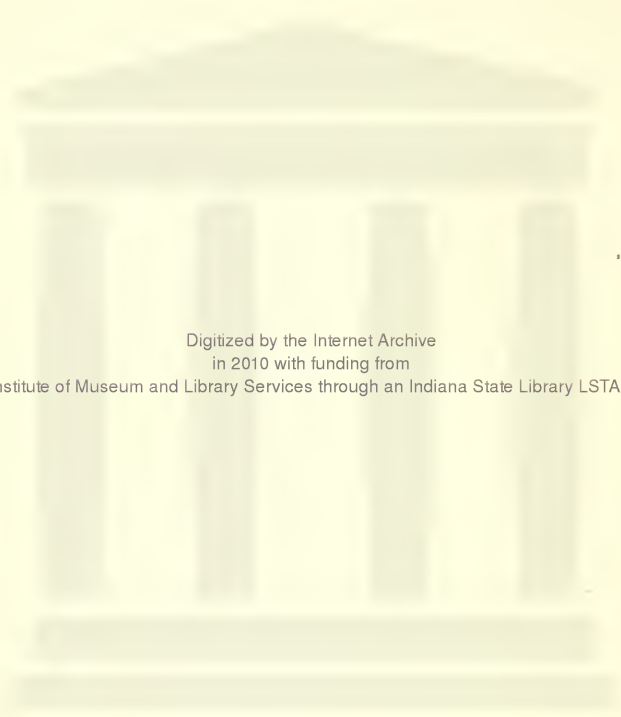 Digitized by the Internet Archive
in 2010 with funding from
nstitute of Museum and Library Services through an Indiana State Library LSTA